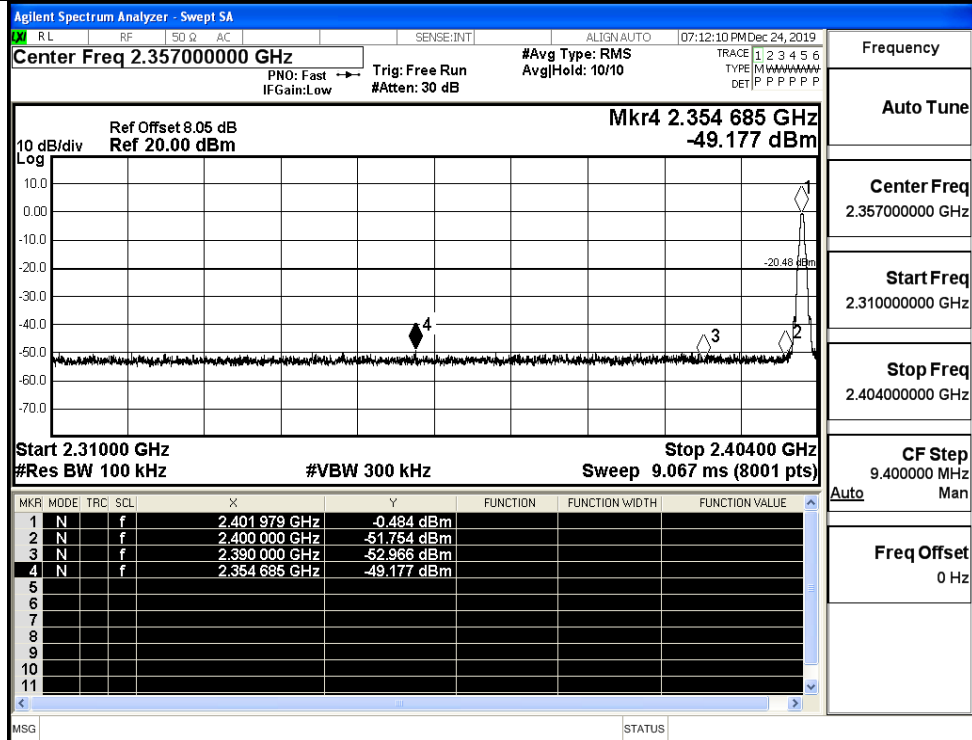 Agilent Spectrum Analyzer - Swept SA
LXI RL RF 50 Ω AC SENSE:INT ALIGN AUTO 07:12:10 PM Dec 24, 2019
Center Freq 2.357000000 GHz
PNO: Fast
IFGain:Low
Trig: Free Run
#Atten: 30 dB
#Avg Type: RMS
Avg|Hold: 10/10
TRACE 1 2 3 4 5 6
TYPE M WWWWW
DET P P P P P P
Frequency
Auto Tune
Center Freq
2.357000000 GHz
Start Freq
2.310000000 GHz
Stop Freq
2.404000000 GHz
CF Step
9.400000 MHz
Auto Man
Freq Offset
0 Hz
Mkr4 2.354 685 GHz
-49.177 dBm
Ref Offset 8.05 dB
10 dB/div Ref 20.00 dBm
Log
10.0
0.00
-10.0
-20.0
-30.0
-40.0
-50.0
-60.0
-70.0
1
-20.48 dBm
4
3
2
Start 2.31000 GHz Stop 2.40400 GHz
#Res BW 100 kHz #VBW 300 kHz Sweep 9.067 ms (8001 pts)
MKR MODE TRC SCL X Y FUNCTION FUNCTION WIDTH FUNCTION VALUE
1 N f 2.401 979 GHz -0.484 dBm
2 N f 2.400 000 GHz -51.754 dBm
3 N f 2.390 000 GHz -52.966 dBm
4 N f 2.354 685 GHz -49.177 dBm
5
6
7
8
9
10
11
MSG STATUS